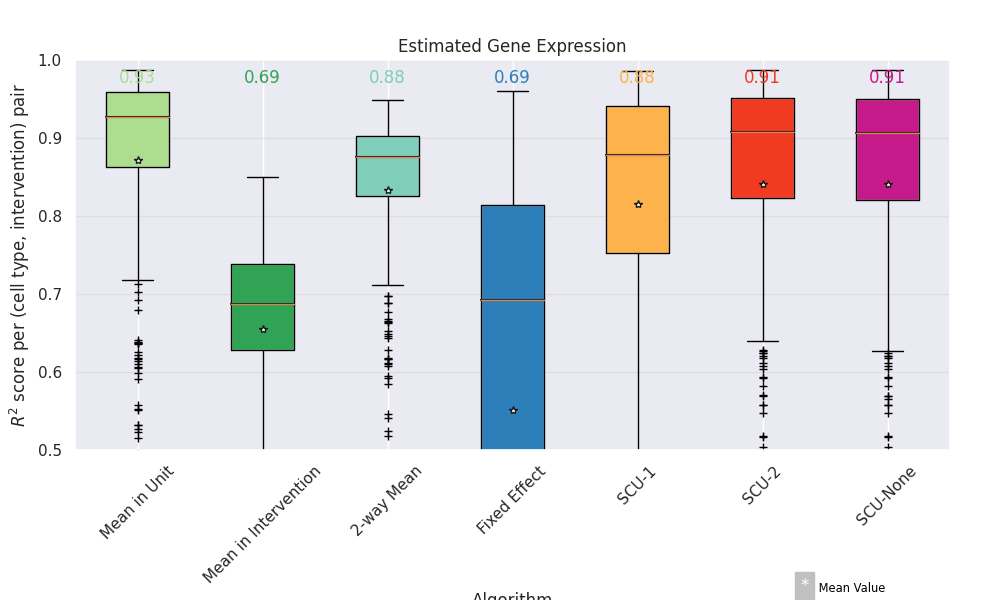 Estimated Gene Expression
1.0
0.93 0.69 0.88 0.69 0.88 0.91 0.91
0.9
0.8
0.7
0.6
0.5
R² score per (cell type, intervention) pair
Mean in Unit
Mean in Intervention
2-way Mean
Fixed Effect
SCU-1
SCU-2
SCU-None
Algorithm
* Mean Value